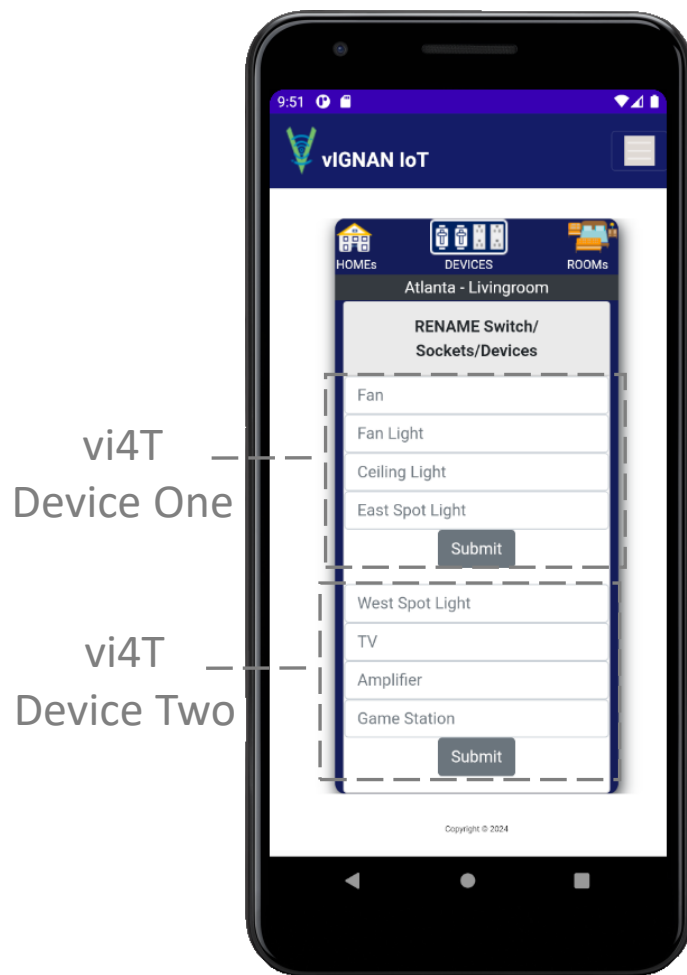 9:51
vIGNAN IoT
HOMEs
DEVICES
ROOMs
Atlanta - Livingroom
RENAME Switch/
Sockets/Devices
vi4T
Device One
Fan
Fan Light
Ceiling Light
East Spot Light
Submit
vi4T
Device Two
West Spot Light
TV
Amplifier
Game Station
Submit
Copyright © 2024